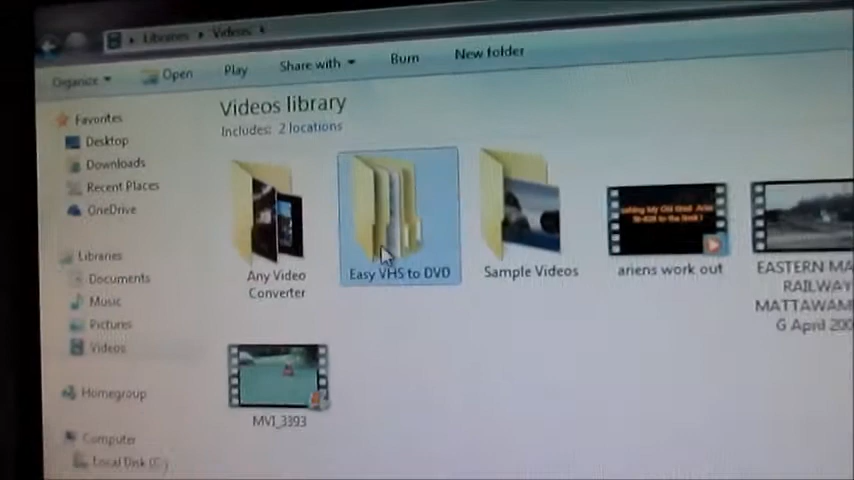 Libraries Videos
Organize Open Play Share with Burn New folder
Favorites
Desktop
Downloads
Recent Places
OneDrive
Libraries
Documents
Music
Pictures
Videos
Homegroup
Computer
Local Disk (C:)
Videos library
Includes: 2 locations
Any Video
Converter
Easy VHS to DVD
Sample Videos
ariens work out
EASTERN MA
RAILWAY
MATTAWAM
G April 200
MVI_3393